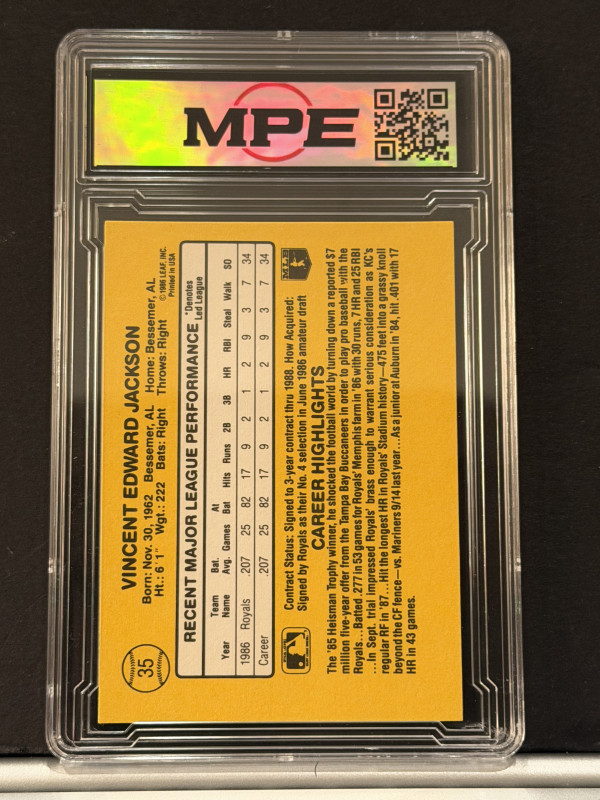 MPE
35
VINCENT EDWARD JACKSON
Born: Nov. 30, 1962 Bessemer, AL Home: Bessemer, AL
Ht.: 6'1" Wgt.: 222 Bats: Right Throws: Right
© 1986 LEAF, INC.
Printed in USA
RECENT MAJOR LEAGUE PERFORMANCE
*Denotes
Led League
Year Team Name Bat. Avg. Games At Bat Hits Runs 2B 3B HR RBI Steal Walk SO
1986 Royals .207 25 82 17 9 2 1 2 9 3 7 34
Career .207 25 82 17 9 2 1 2 9 3 7 34
Contract Status: Signed to 3-year contract thru 1988. How Acquired:
Signed by Royals as their No. 4 selection in June 1986 amateur draft
MLB
CAREER HIGHLIGHTS
The '85 Heisman Trophy winner, he shocked the football world by turning down a reported $7
million five-year offer from the Tampa Bay Buccaneers in order to play pro baseball with the
Royals...Batted .277 in 53 games for Royals' Memphis farm in '86 with 30 runs, 7 HR and 25 RBI
...In Sept. trial impressed Royals' brass enough to warrant serious consideration as KC's
regular RF in '87...Hit the longest HR in Royals' Stadium history—475 feet into a grassy knoll
beyond the CF fence—vs. Mariners 9/14 last year...As a junior at Auburn in '84, hit .401 with 17
HR in 43 games.